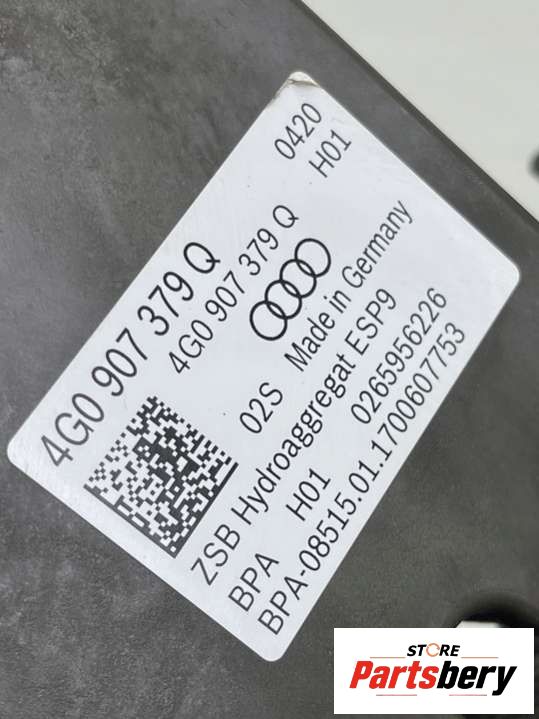 0420
H01
4G0 907 379 Q
4G0 907 379 Q
02S Made in Germany
ZSB Hydroaggregat ESP9
BPA H01 0265956226
BPA-08515.01.1700607753
STORE
Partsbery